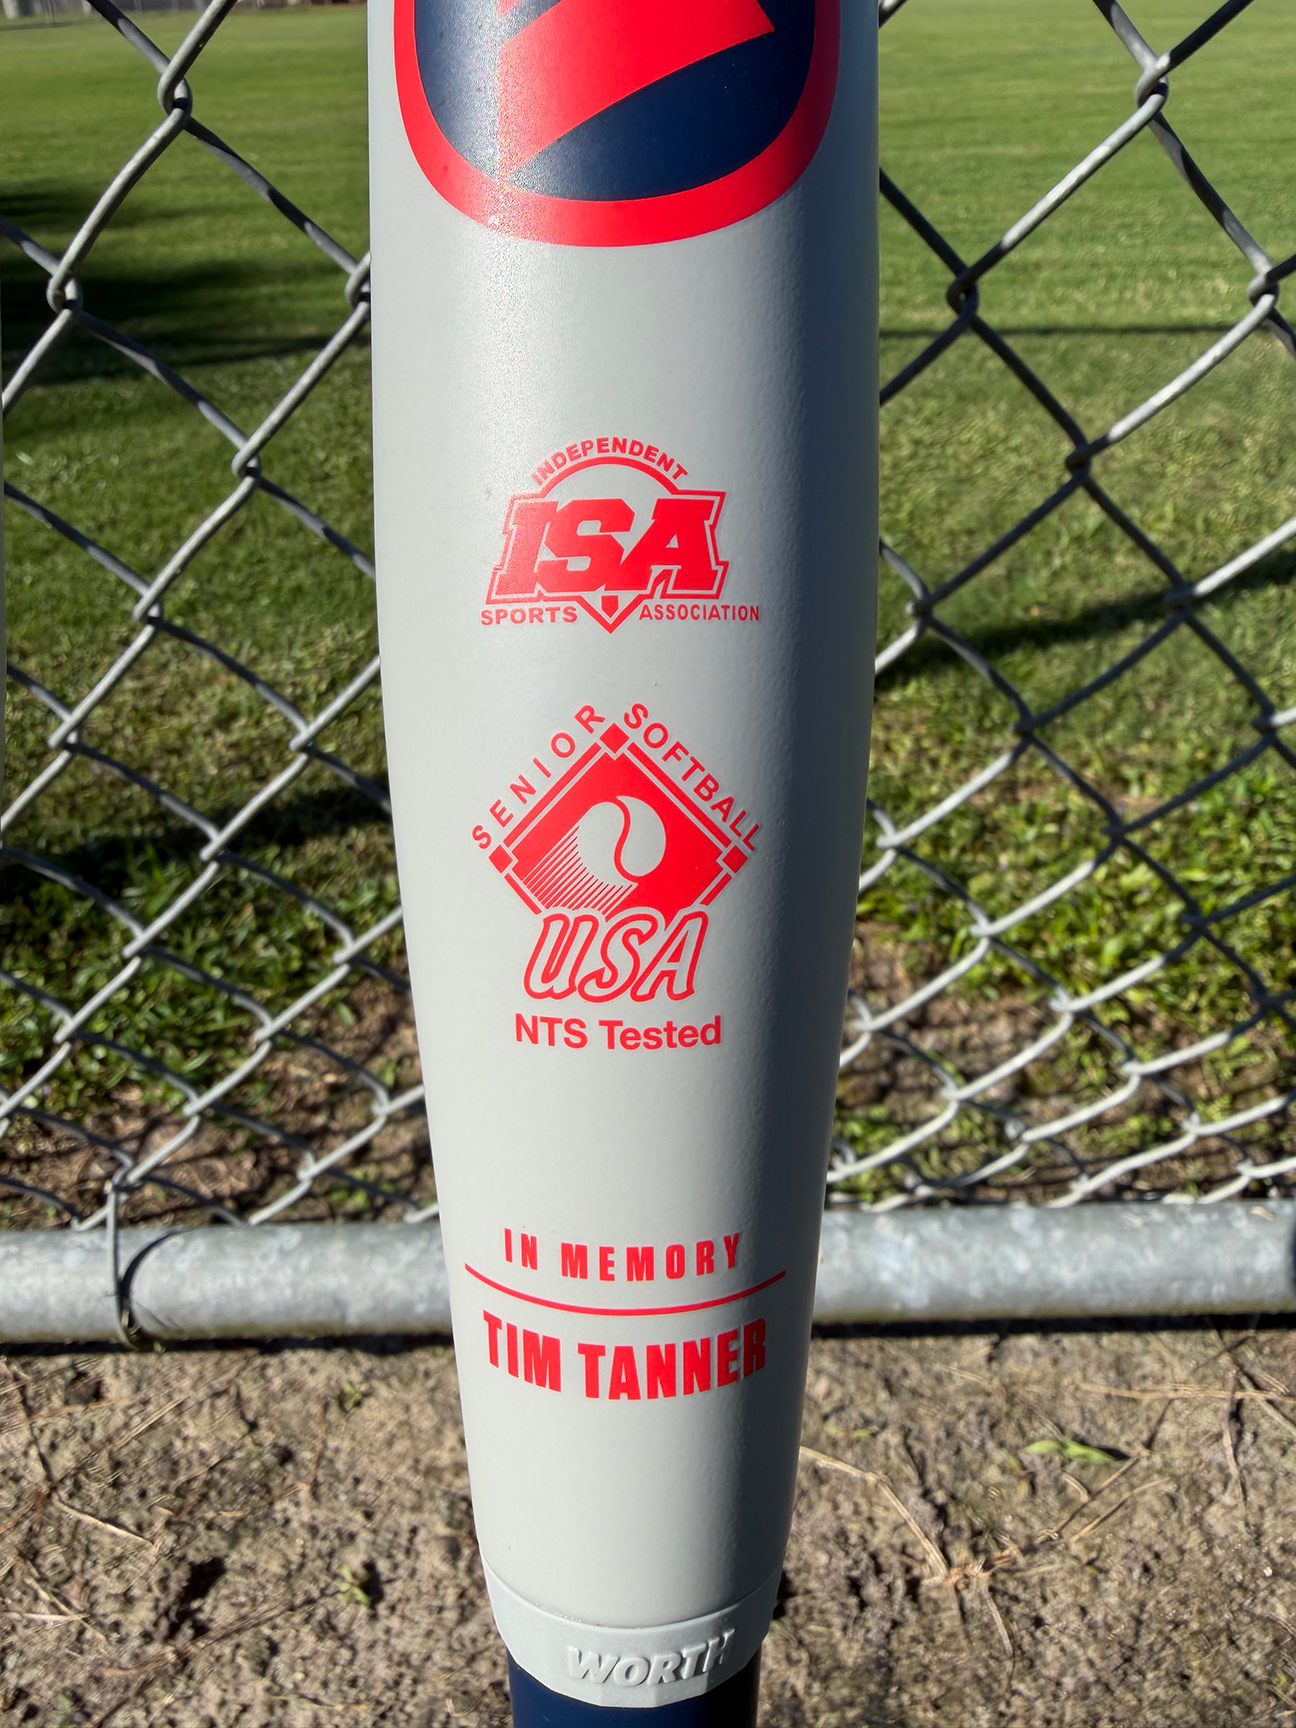 INDEPENDENT
ISA
SPORTS ASSOCIATION
SENIOR SOFTBALL
USA
NTS Tested
IN MEMORY
TIM TANNER
WORTH